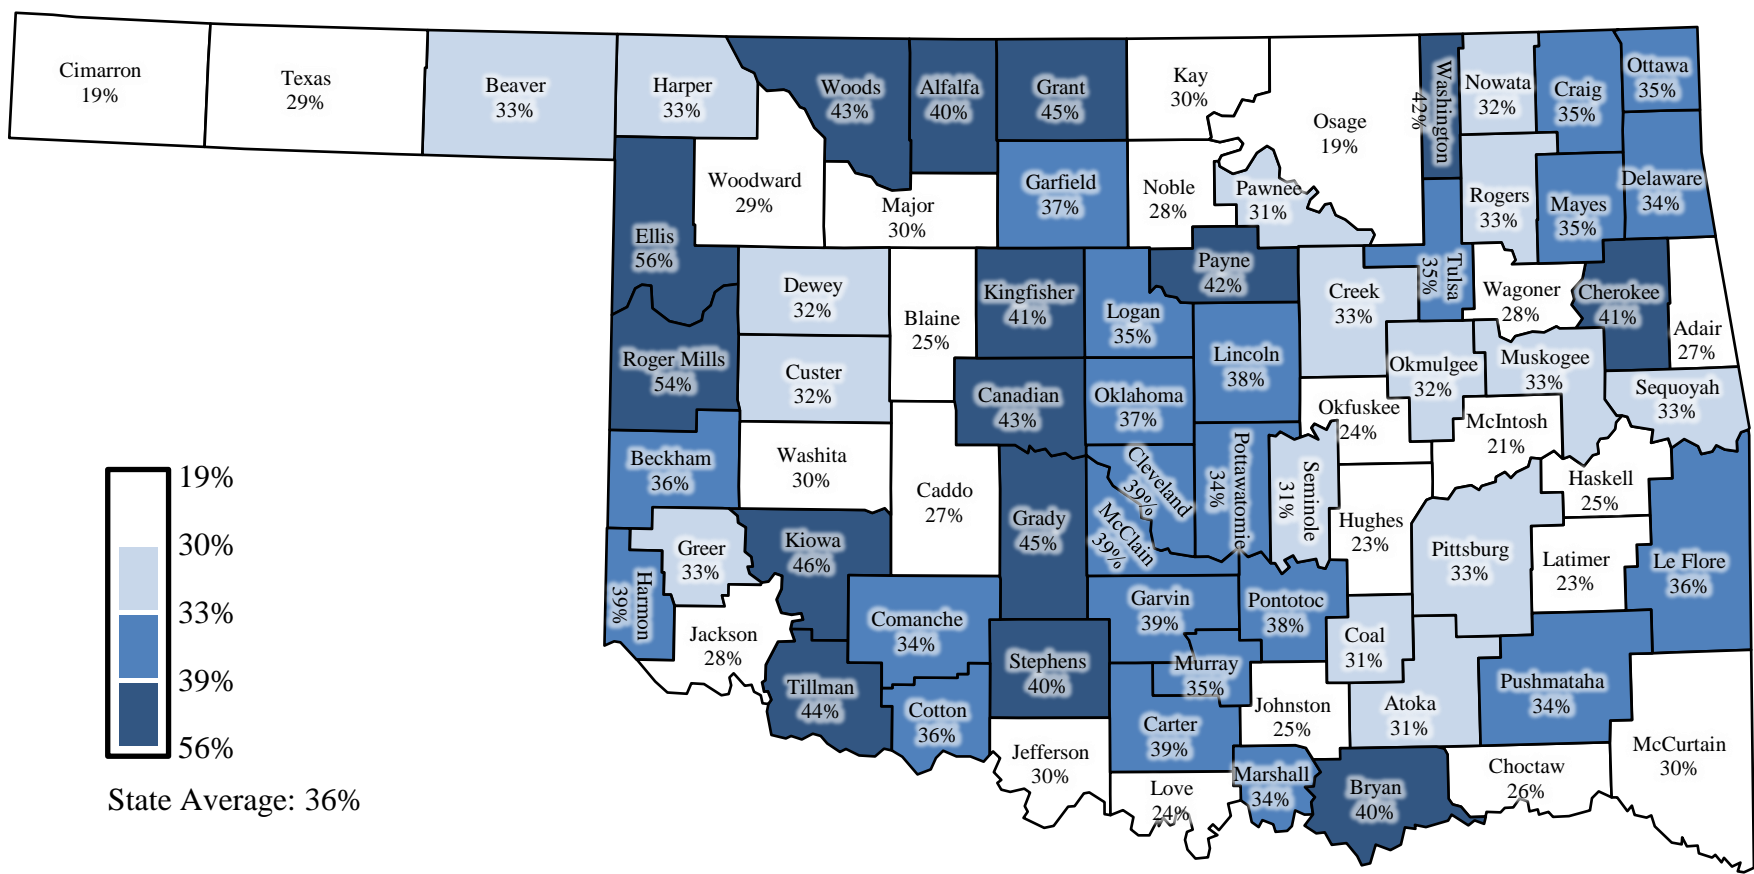 Cimarron
19%
Texas
29%
Beaver
33%
Harper
33%
Woods
43%
Alfalfa
40%
Grant
45%
Kay
30%
Osage
19%
Washington
42%
Nowata
32%
Craig
35%
Ottawa
35%
Woodward
29%
Major
30%
Garfield
37%
Noble
28%
Pawnee
31%
Rogers
33%
Mayes
35%
Delaware
34%
Ellis
56%
Dewey
32%
Blaine
25%
Kingfisher
41%
Logan
35%
Payne
42%
Creek
33%
Tulsa
35%
Wagoner
28%
Cherokee
41%
Adair
27%
Roger Mills
54%
Custer
32%
Canadian
43%
Oklahoma
37%
Lincoln
38%
Okfuskee
24%
Okmulgee
32%
Muskogee
33%
McIntosh
21%
Sequoyah
33%
Beckham
36%
Washita
30%
Caddo
27%
Grady
45%
Cleveland
39%
McClain
39%
Pottawatomie
34%
Seminole
31%
Hughes
23%
Pittsburg
33%
Haskell
25%
Latimer
23%
Le Flore
36%
Harmon
39%
Greer
33%
Kiowa
46%
Jackson
28%
Comanche
34%
Tillman
44%
Cotton
36%
Stephens
40%
Jefferson
30%
Garvin
39%
Murray
35%
Carter
39%
Love
24%
Pontotoc
38%
Coal
31%
Johnston
25%
Atoka
31%
Pushmataha
34%
Marshall
34%
Bryan
40%
Choctaw
26%
McCurtain
30%
19%
30%
33%
39%
56%
State Average: 36%